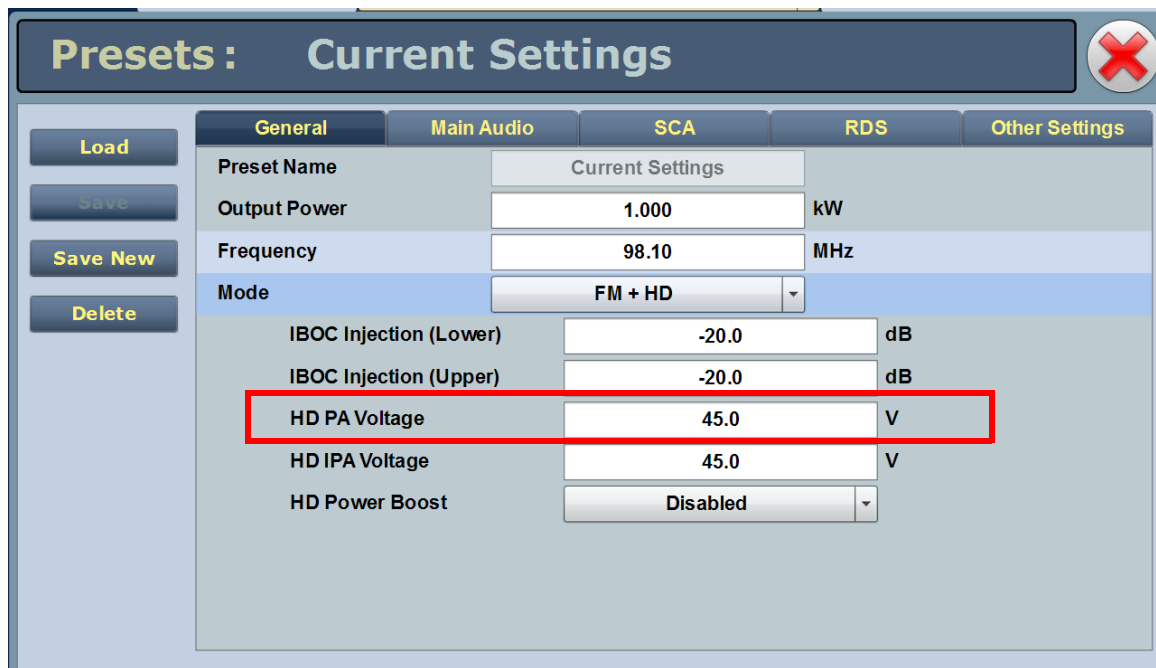 Presets : Current Settings
Load
Save
Save New
Delete
General Main Audio SCA RDS Other Settings
Preset Name Current Settings
Output Power 1.000 kW
Frequency 98.10 MHz
Mode FM + HD
IBOC Injection (Lower) -20.0 dB
IBOC Injection (Upper) -20.0 dB
HD PA Voltage 45.0 V
HD IPA Voltage 45.0 V
HD Power Boost Disabled